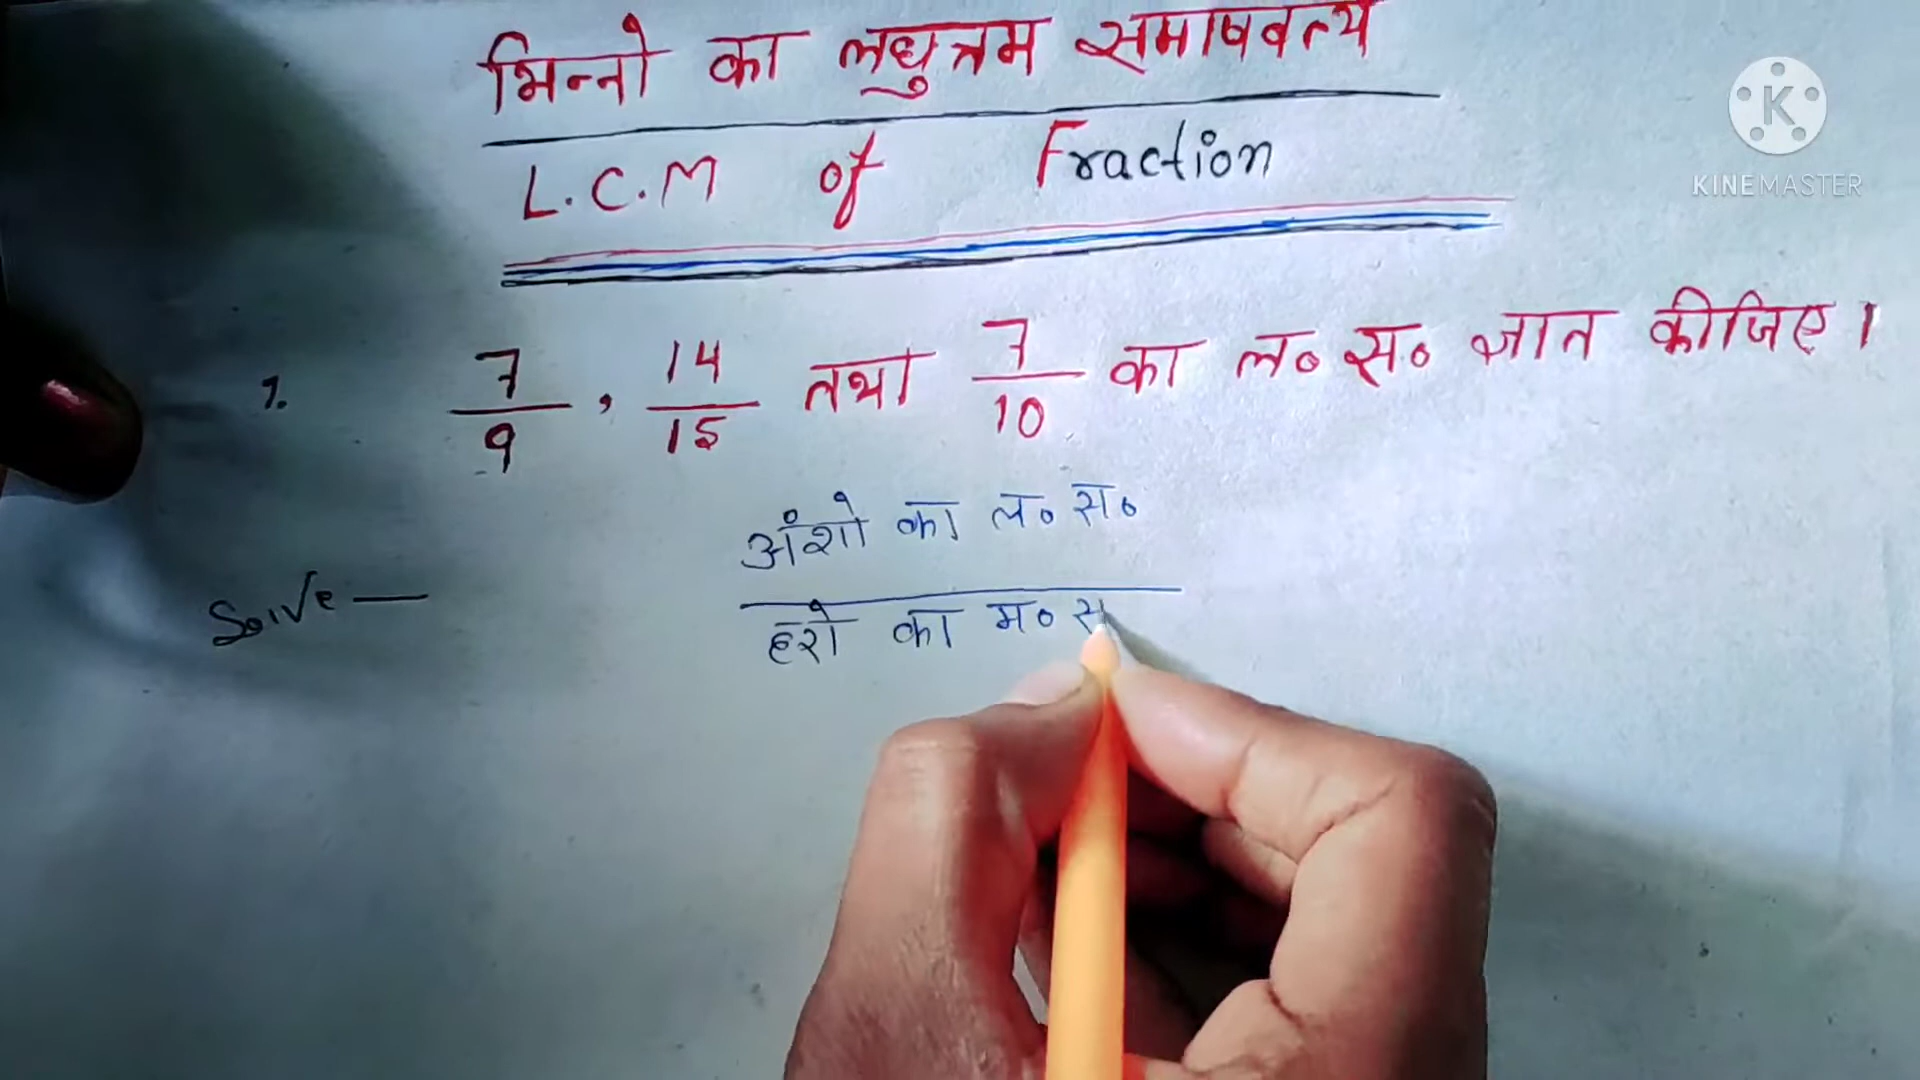 भिन्नो का लघुत्तम समाषवत्य
L.C.M of Fraction
KINEMASTER
1. 7/9 , 14/15 तथा 7/10 का ल० स० ज्ञात कीजिए।
अंशो का ल० स०
Solve —
हरो का म० स